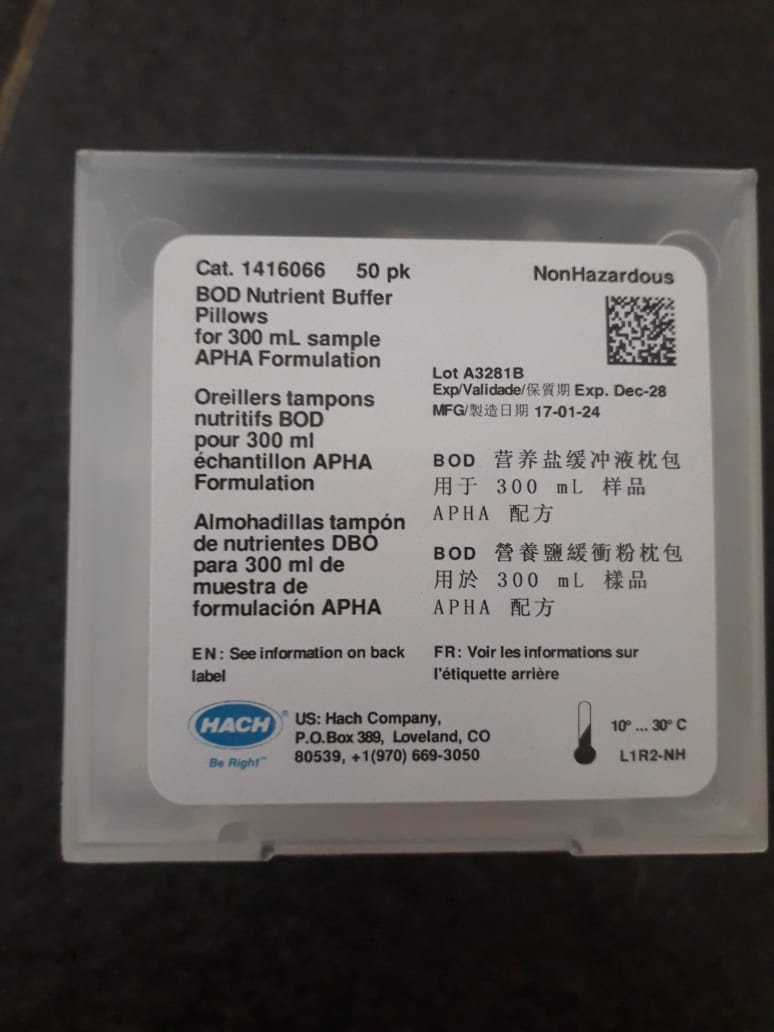 Cat. 1416066 50 pk
BOD Nutrient Buffer
Pillows
for 300 mL sample
APHA Formulation
Oreillers tampons
nutritifs BOD
pour 300 ml
échantillon APHA
Formulation
Almohadillas tampón
de nutrientes DBO
para 300 ml de
muestra de
formulación APHA
NonHazardous
Lot A3281B
Exp/Validade/保質期 Exp. Dec-28
MFG/製造日期 17-01-24
BOD 营养盐缓冲液枕包
用于 300 mL 样品
APHA 配方
BOD 營養鹽緩衝粉枕包
用於 300 mL 樣品
APHA 配方
EN: See information on back
label
FR: Voir les informations sur
l'étiquette arrière
HACH®
Be Right™
US: Hach Company,
P.O.Box 389, Loveland, CO
80539, +1(970) 669-3050
10° ... 30° C
L1R2-NH